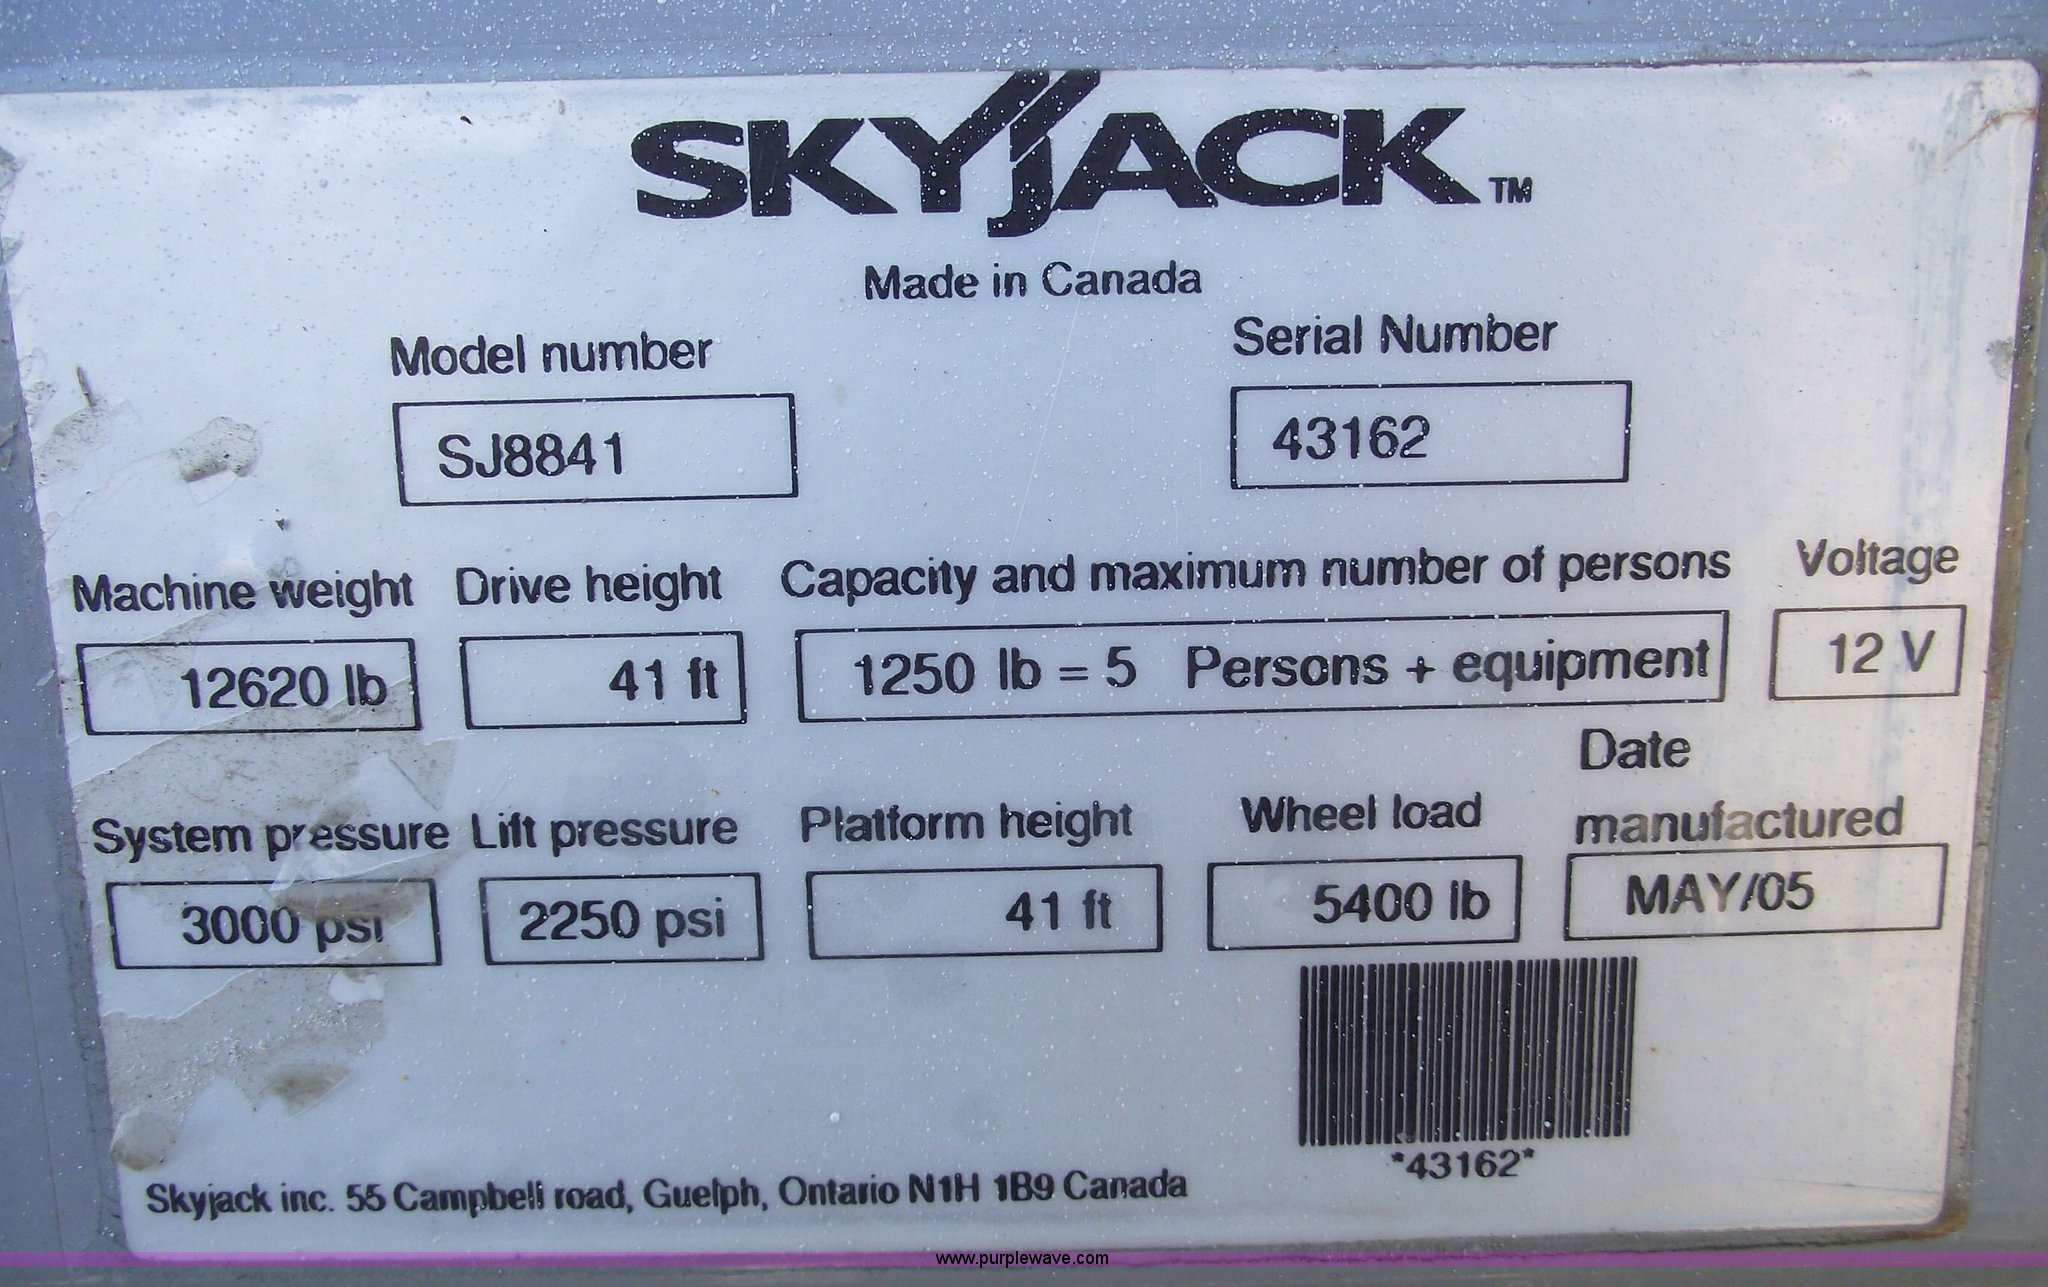 SKYJACK™
Made in Canada
Model number
Serial Number
SJ8841
43162
Machine weight Drive height Capacity and maximum number of persons Voltage
12620 lb 41 ft 1250 lb = 5 Persons + equipment 12 V
Date
System pressure Lift pressure Platform height Wheel load manufactured
3000 psi 2250 psi 41 ft 5400 lb MAY/05
*43162*
Skyjack inc. 55 Campbell road, Guelph, Ontario N1H 1B9 Canada
www.purplewave.com